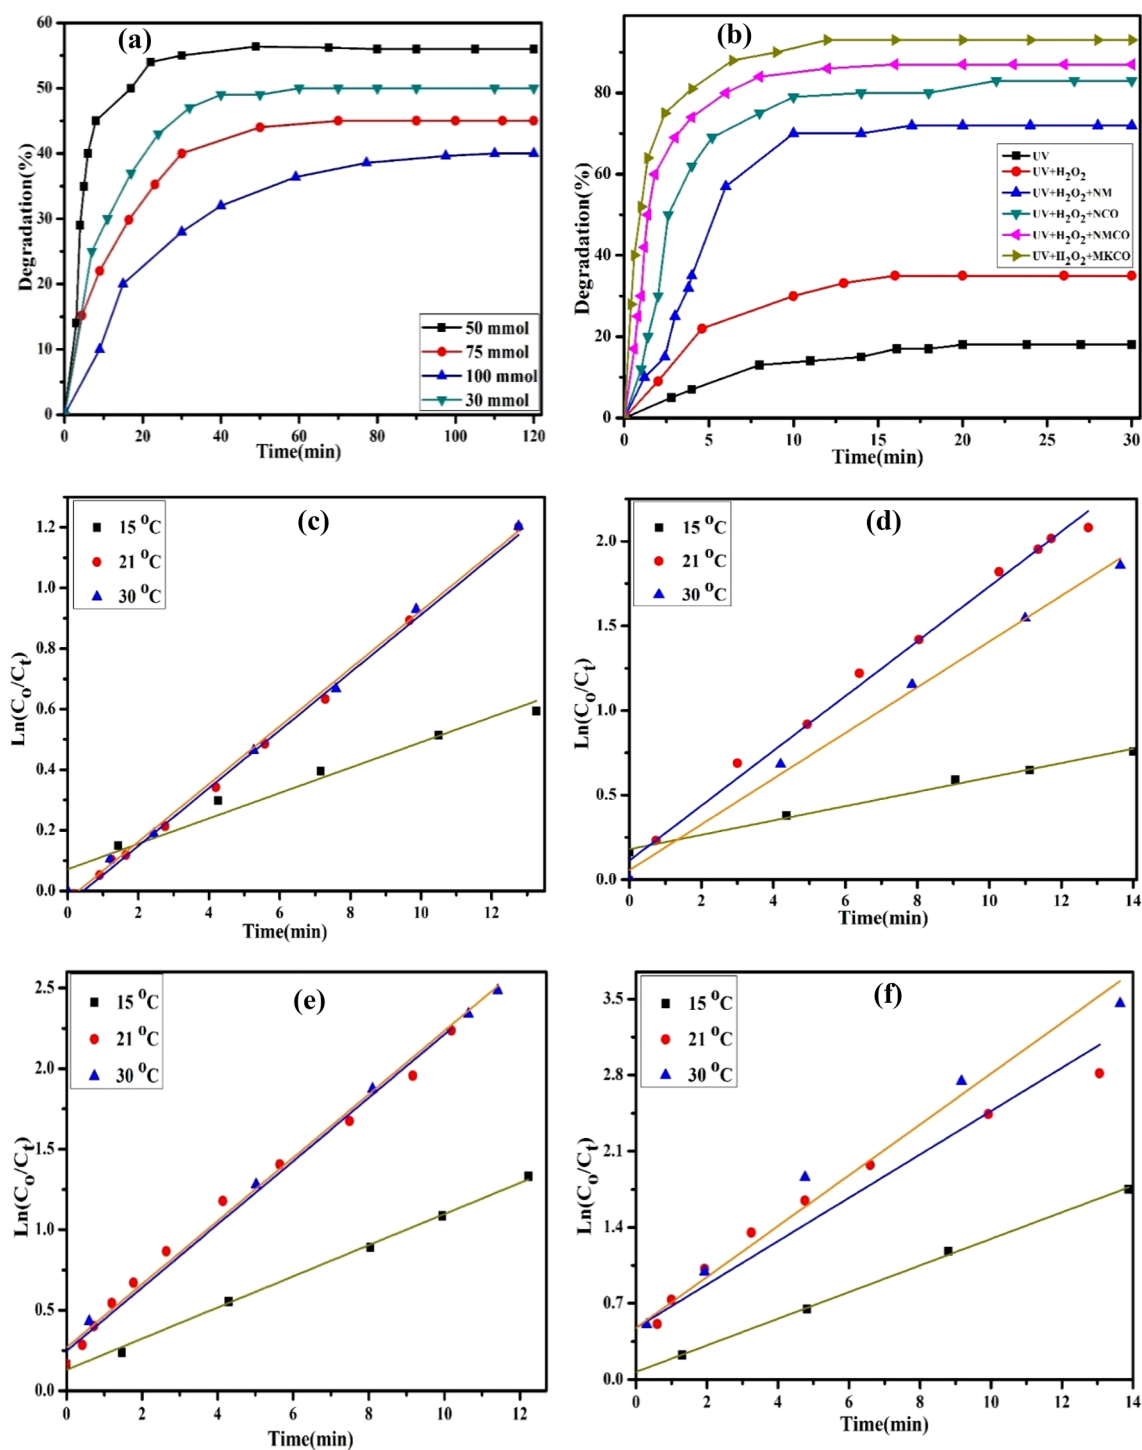 (a)
Degradation(%)
60
50
40
30
20
10
0
0 20 40 60 80 100 120
Time(min)
50 mmol
75 mmol
100 mmol
30 mmol
(b)
Degradation(%)
80
60
40
20
0
0 5 10 15 20 25 30
Time(min)
UV
UV+H₂O₂
UV+H₂O₂+NM
UV+H₂O₂+NCO
UV+H₂O₂+NMCO
UV+H₂O₂+MKCO
(c)
15 ⁰C
21 ⁰C
30 ⁰C
Ln(C₀/Cₜ)
1.2
1.0
0.8
0.6
0.4
0.2
0.0
0 2 4 6 8 10 12
Time(min)
(d)
15 ⁰C
21 ⁰C
30 ⁰C
Ln(C₀/Cₜ)
2.0
1.5
1.0
0.5
0.0
0 2 4 6 8 10 12 14
Time(min)
(e)
15 ⁰C
21 ⁰C
30 ⁰C
Ln(C₀/Cₜ)
2.5
2.0
1.5
1.0
0.5
0.0
0 2 4 6 8 10 12
Time(min)
(f)
15 ⁰C
21 ⁰C
30 ⁰C
Ln(C₀/Cₜ)
3.5
2.8
2.1
1.4
0.7
0.0
0 2 4 6 8 10 12 14
Time(min)